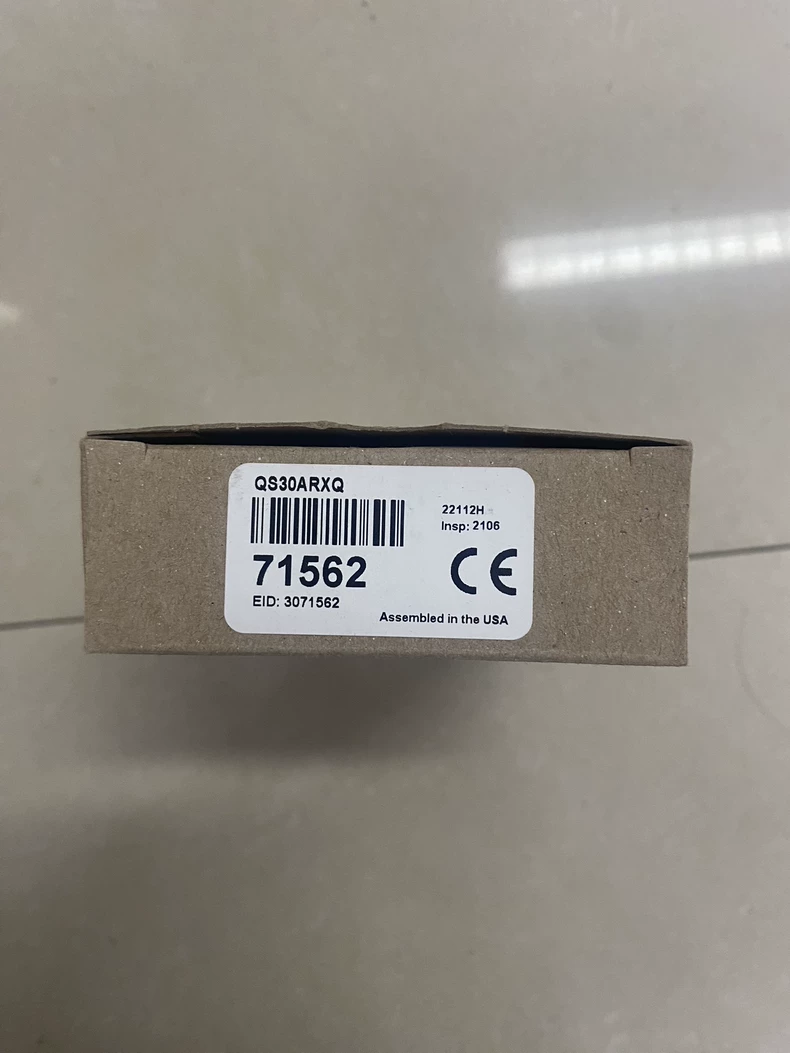 QS30ARXQ
22112H
Insp: 2106
71562
CE
EID: 3071562
Assembled in the USA